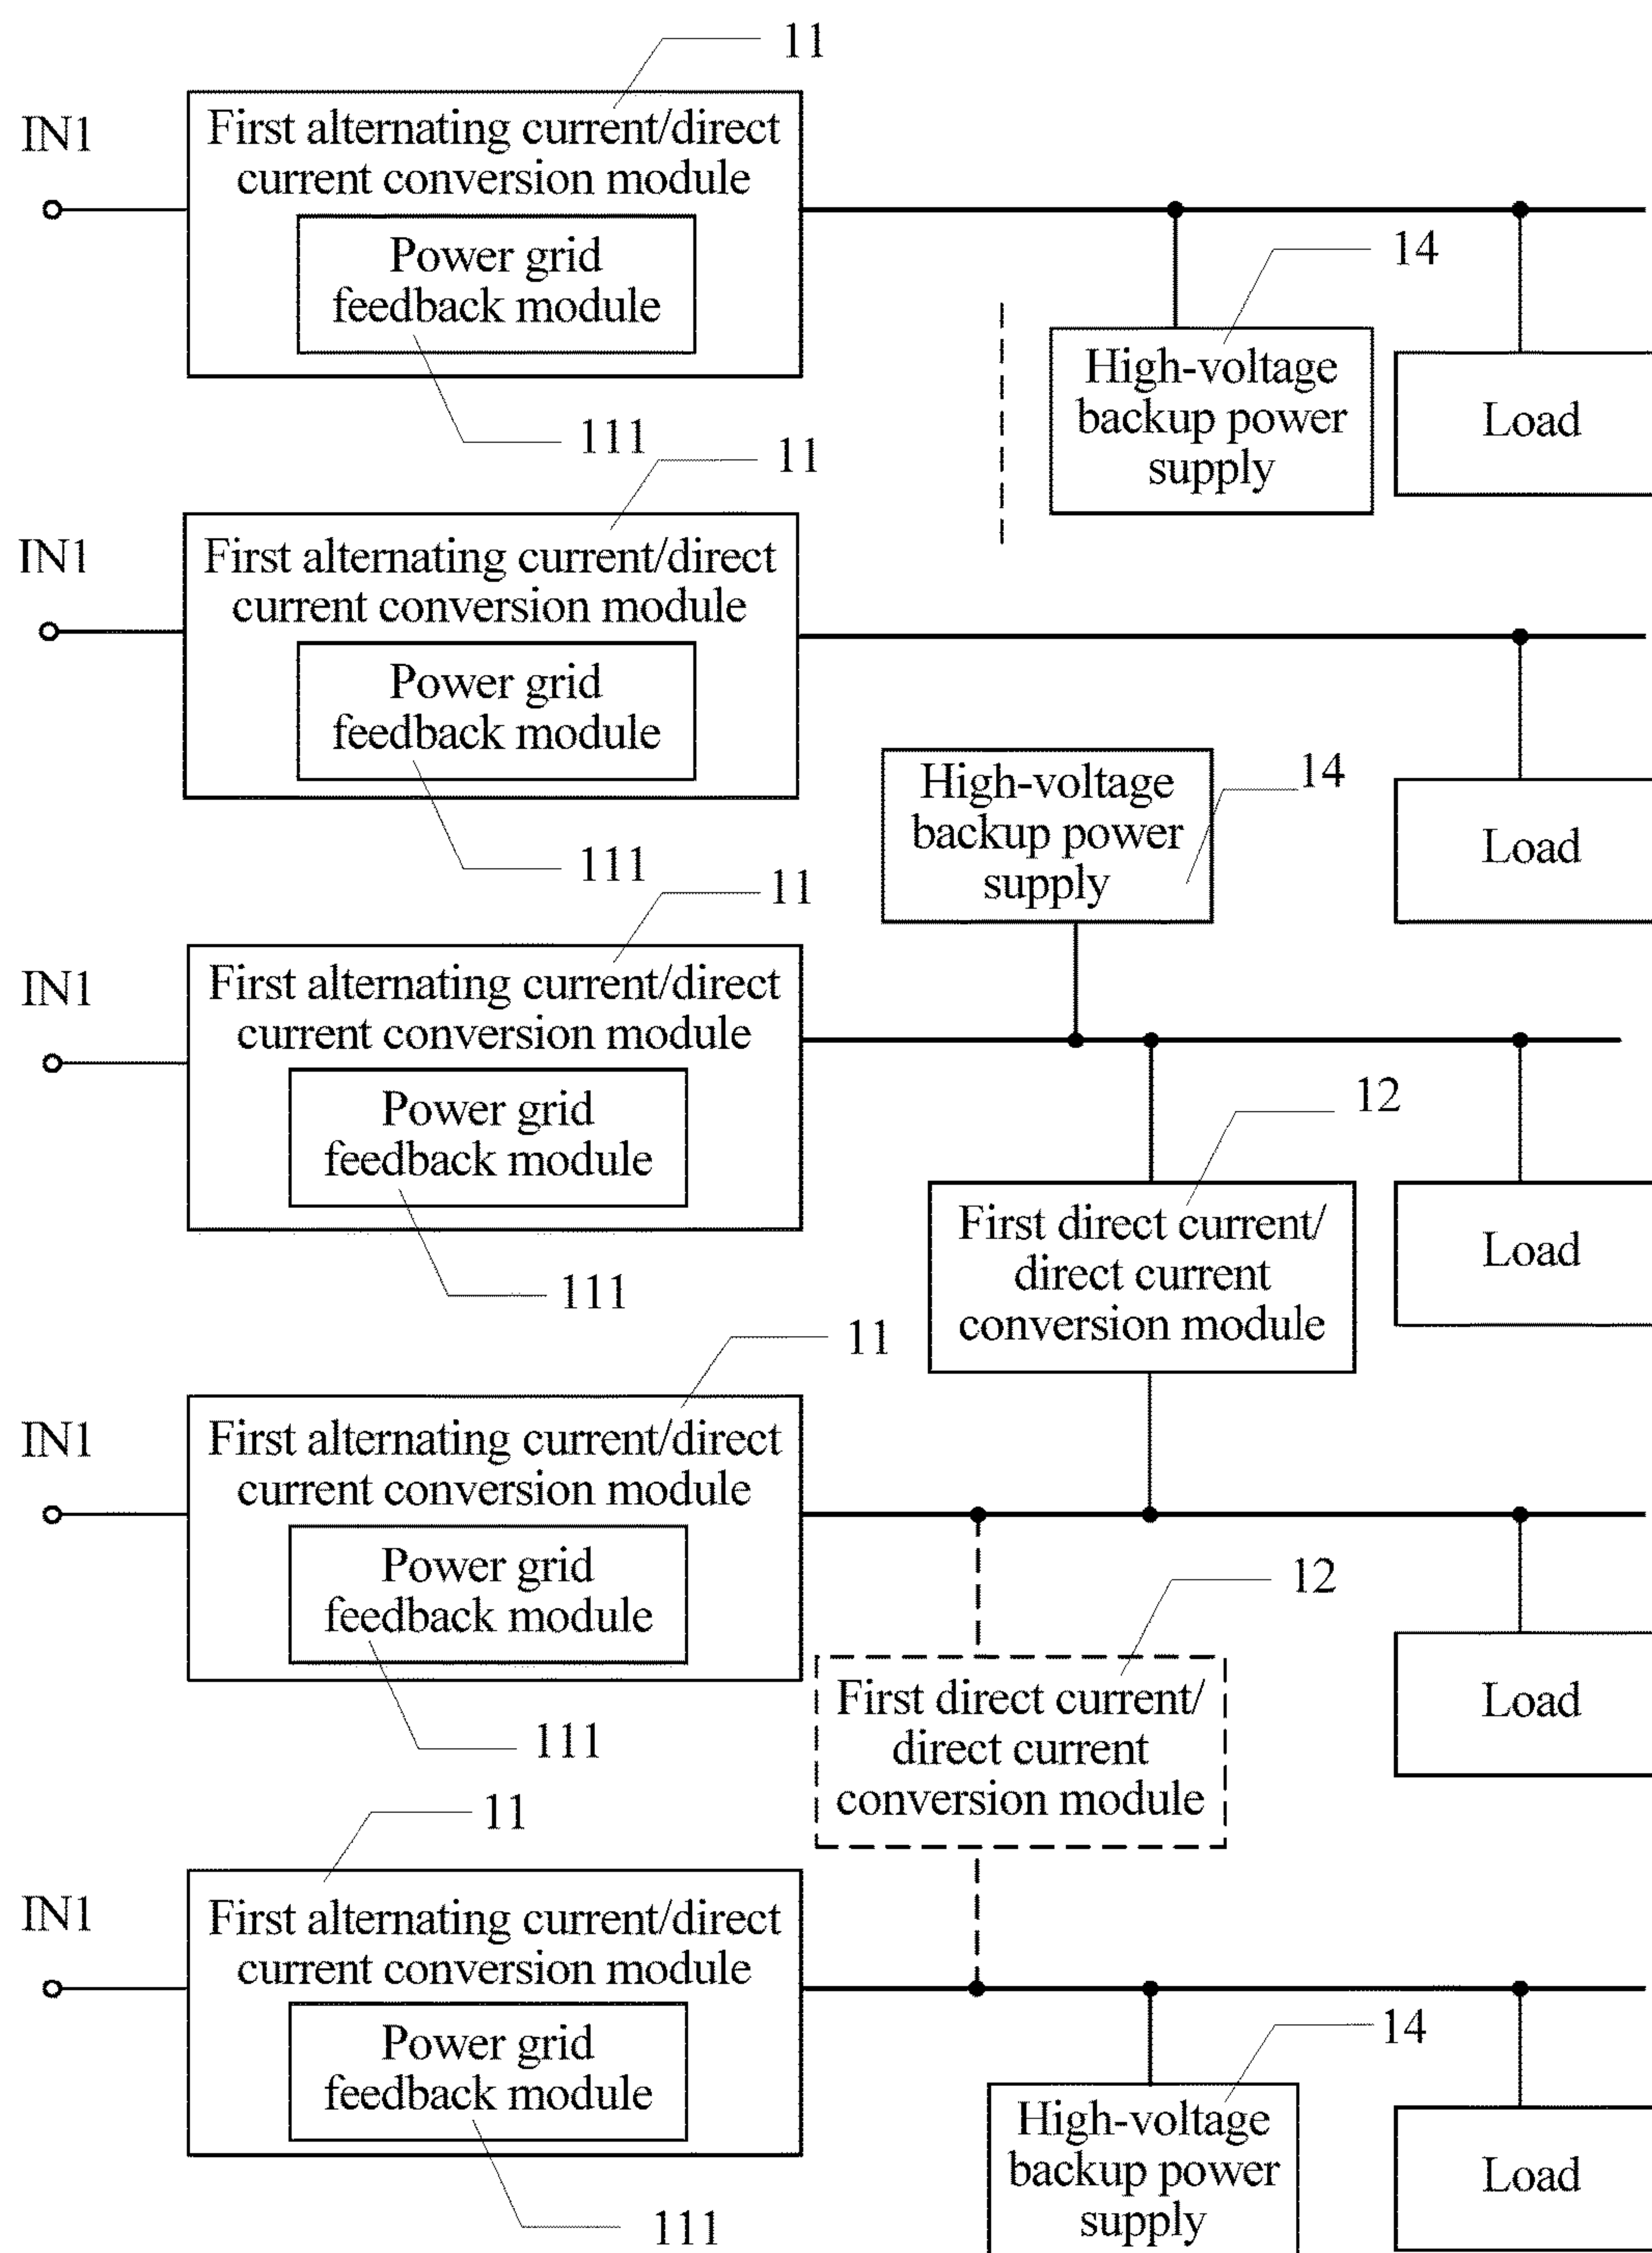 11
IN1
First alternating current/direct
current conversion module
Power grid
feedback module
14
High-voltage
backup power
supply
Load
111
11
IN1
First alternating current/direct
current conversion module
Power grid
feedback module
High-voltage
backup power
supply
14
Load
111
11
IN1
First alternating current/direct
current conversion module
Power grid
feedback module
12
First direct current/
direct current
conversion module
Load
111
11
IN1
First alternating current/direct
current conversion module
Power grid
feedback module
12
First direct current/
direct current
conversion module
Load
111
11
IN1
First alternating current/direct
current conversion module
Power grid
feedback module
14
High-voltage
backup power
supply
Load
111